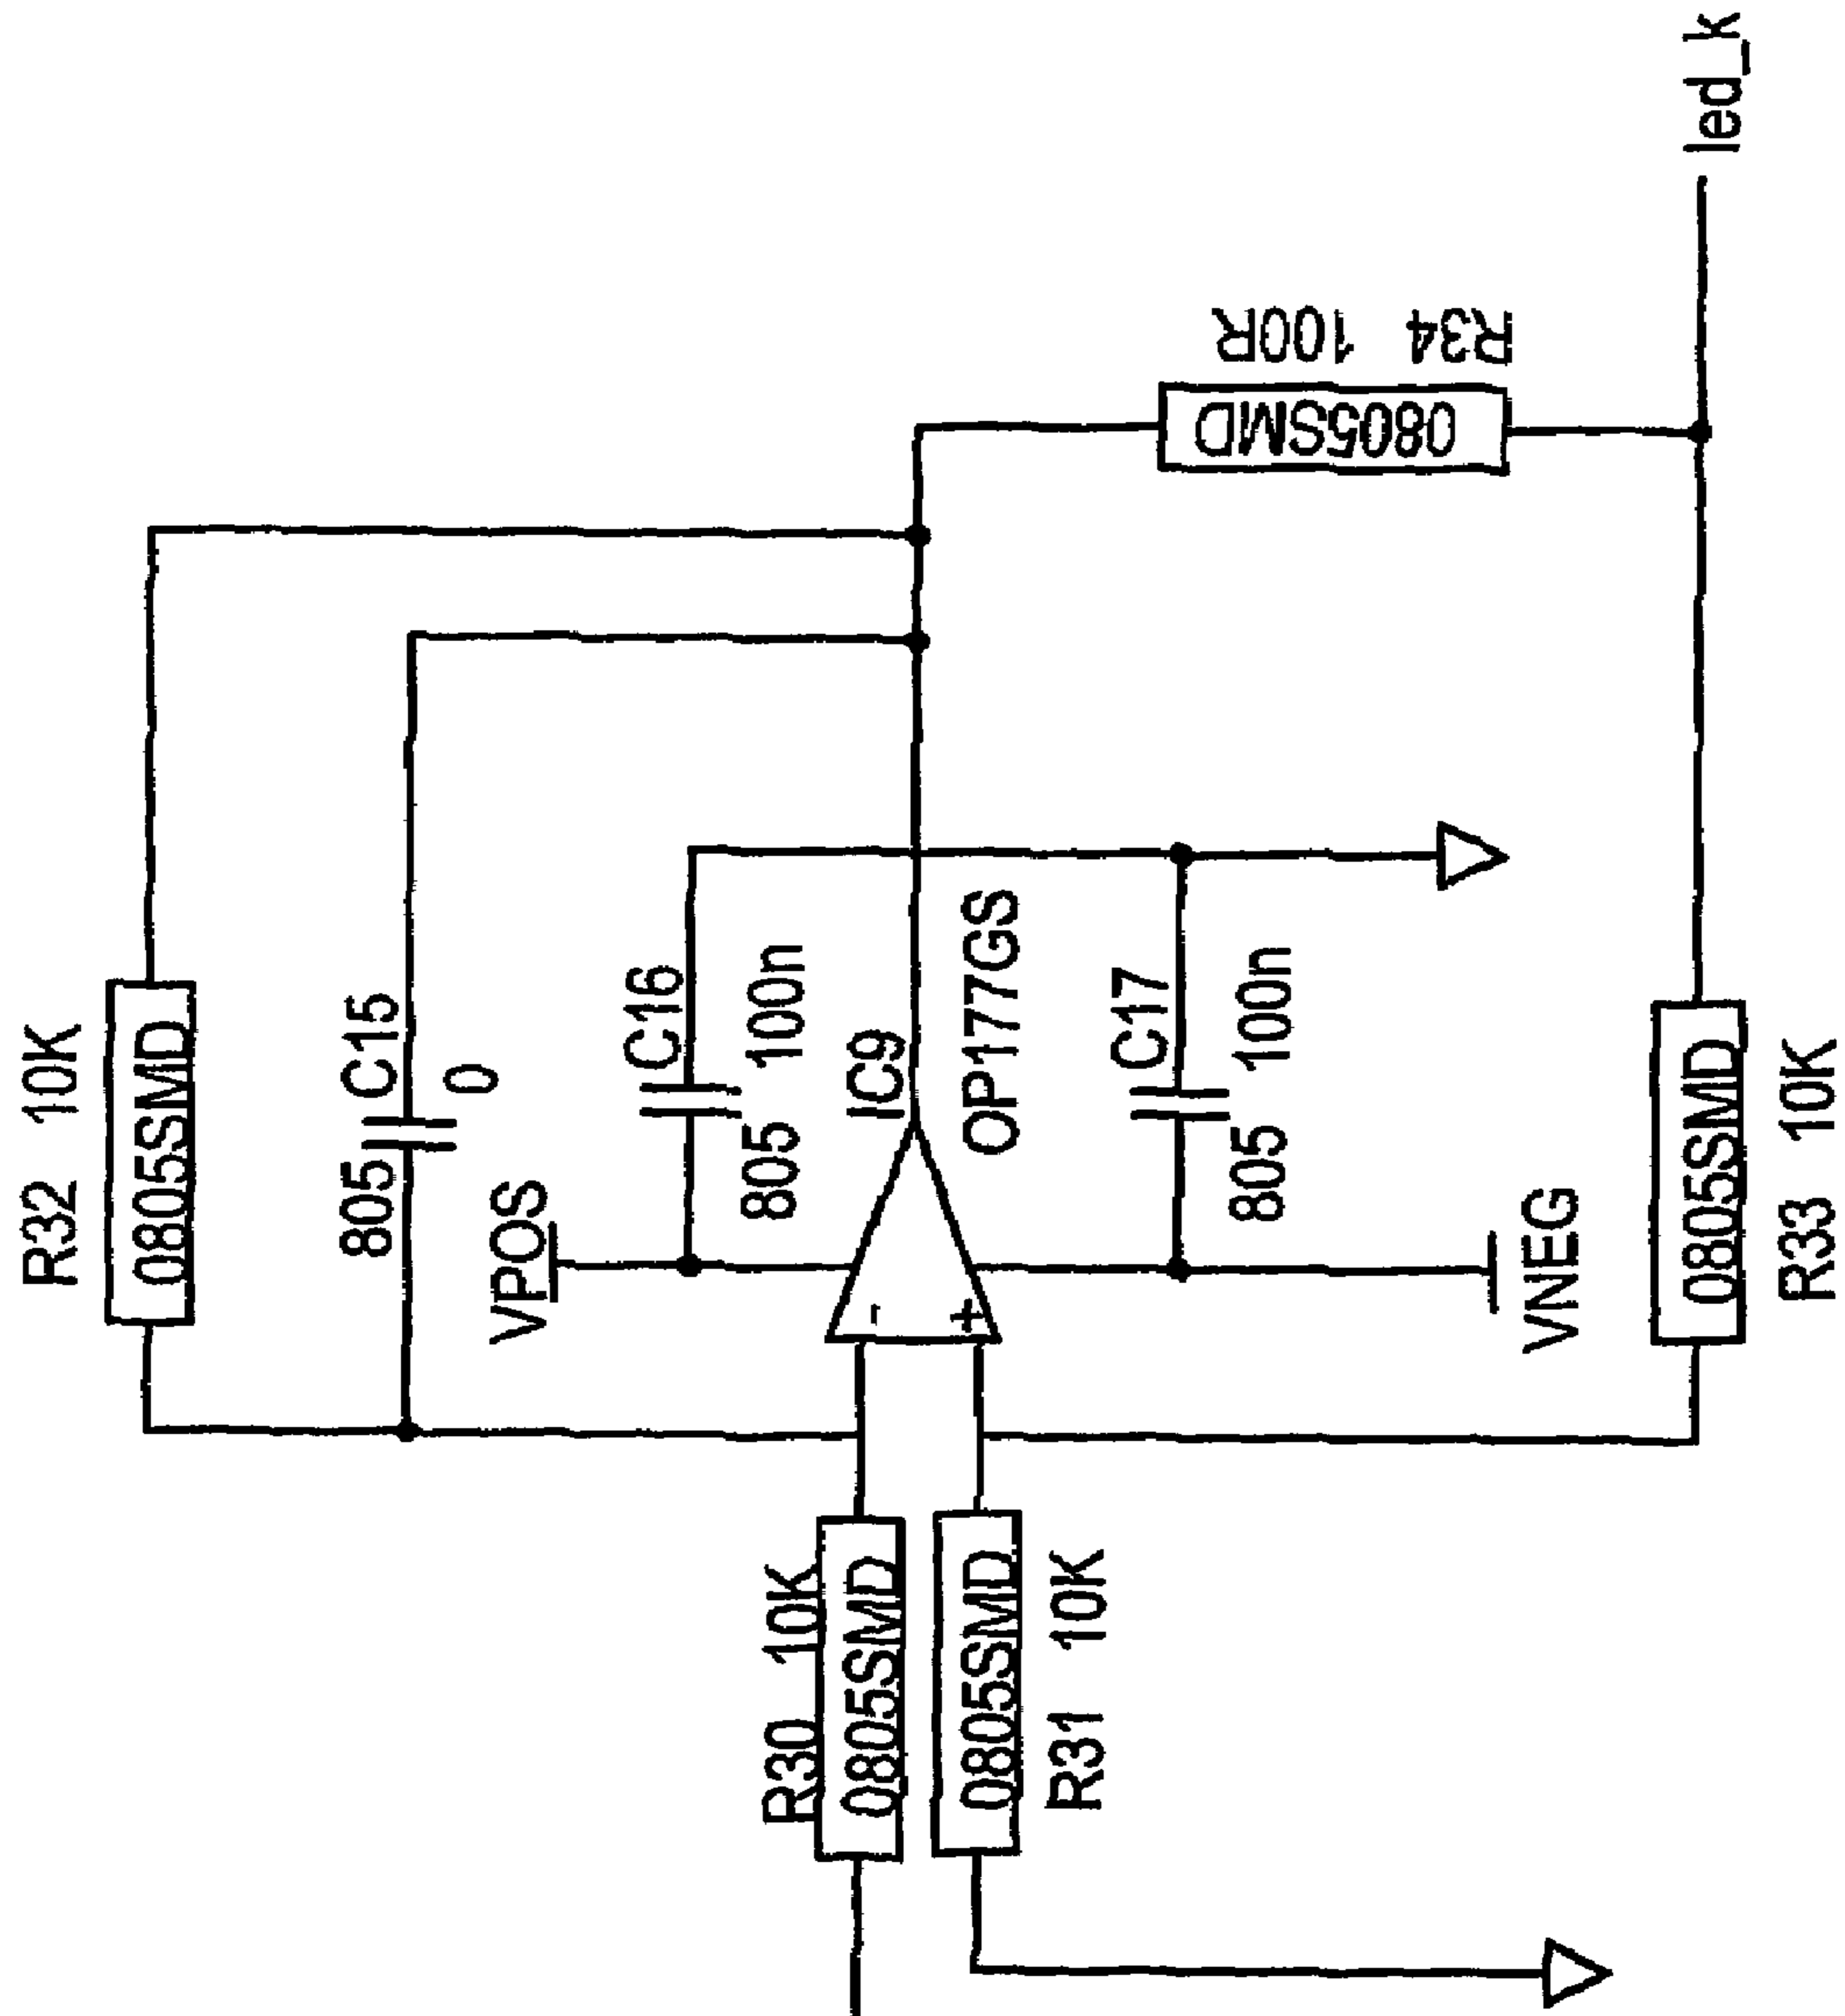 R32 10K
0805SMD
C15
805
0
VPOS
C16
805 100n
IC9
OP177GS
C17
805 100n
VNEG
0805SMD
R33 10K
R30 10K
0805SMD
0805SMD
R31 10K
R34 100R
0805SMD
led_k
-
+